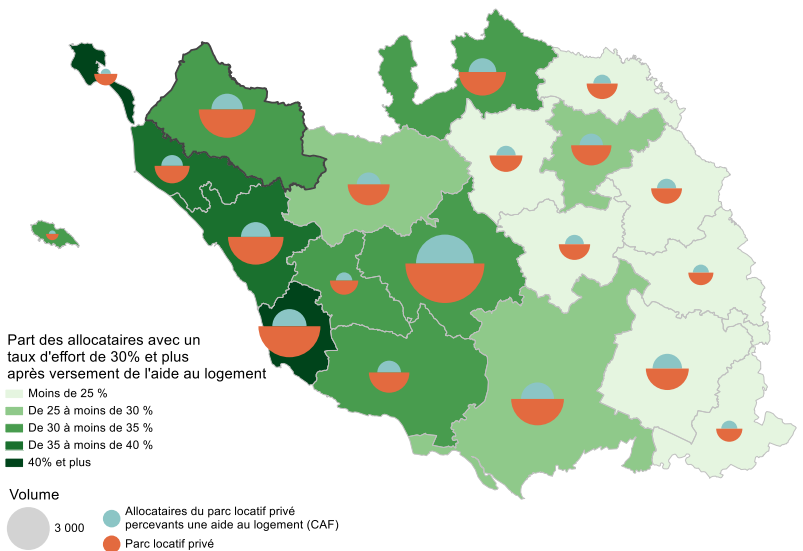 Part des allocataires avec un
taux d'effort de 30% et plus
après versement de l'aide au logement
Moins de 25 %
De 25 à moins de 30 %
De 30 à moins de 35 %
De 35 à moins de 40 %
40% et plus
Volume
3 000
Allocataires du parc locatif privé
percevants une aide au logement (CAF)
Parc locatif privé